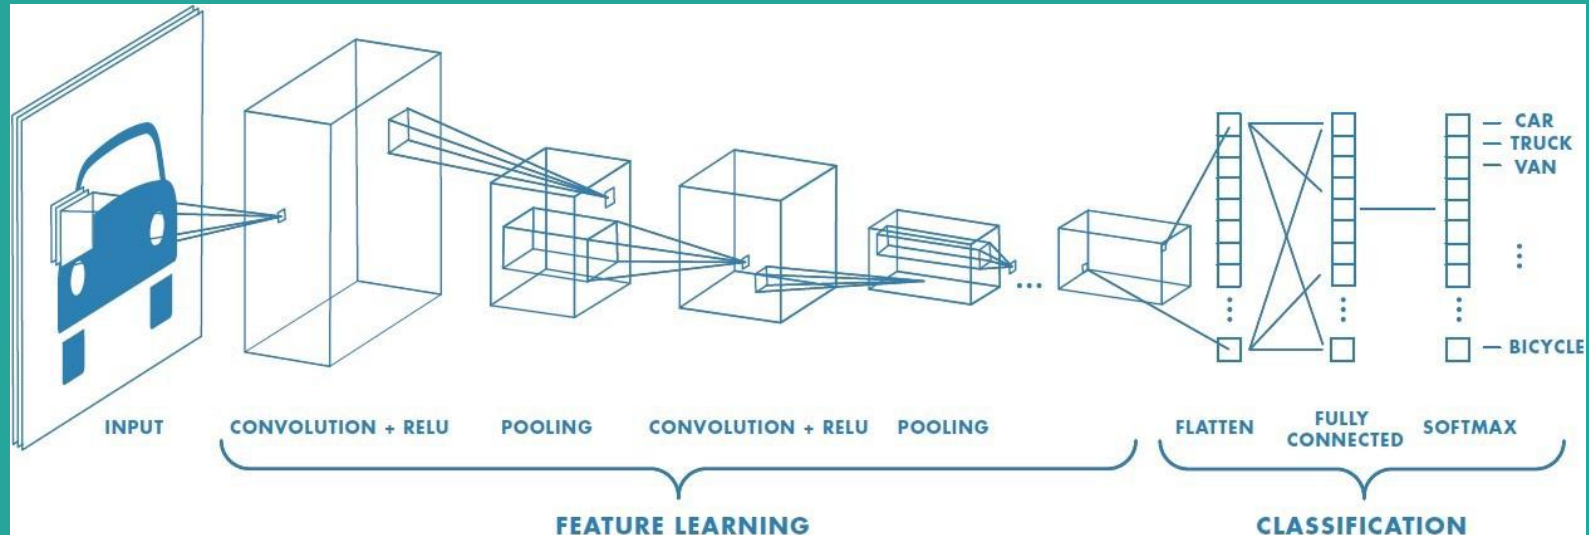 CAR
TRUCK
VAN
BICYCLE
INPUT
CONVOLUTION + RELU
POOLING
CONVOLUTION + RELU
POOLING
FLATTEN
FULLY
CONNECTED
SOFTMAX
FEATURE LEARNING
CLASSIFICATION